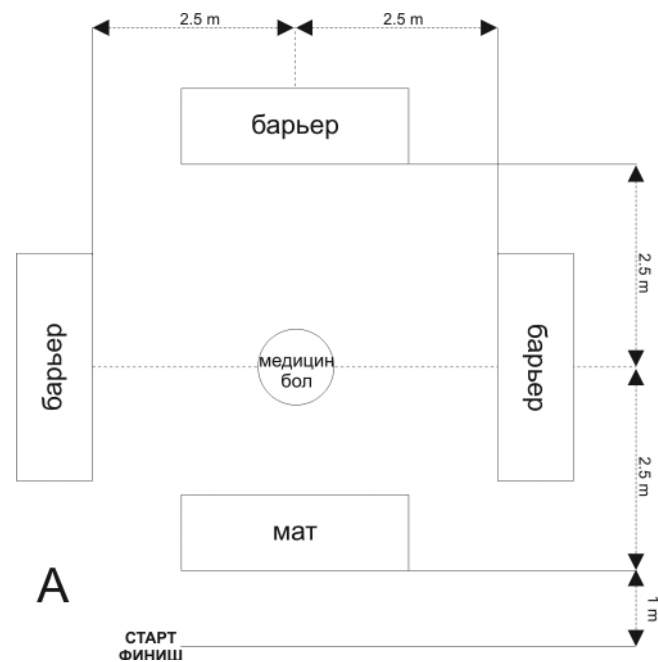 2.5 m
2.5 m
барьер
2.5 m
барьер
барьер
медицин
бол
2.5 m
мат
A
1 m
СТАРТ
ФИНИШ